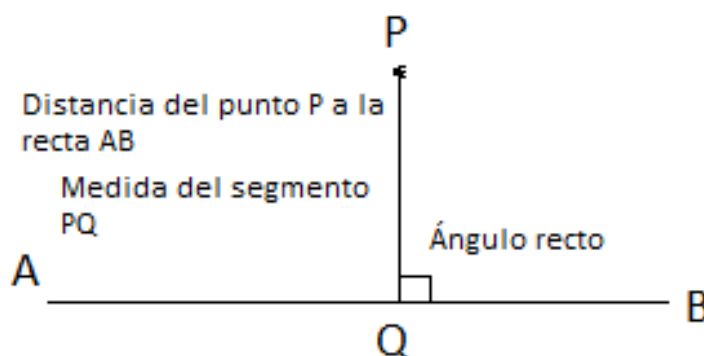 P
Distancia del punto P a la
recta AB
Medida del segmento
PQ
Ángulo recto
A
B
Q